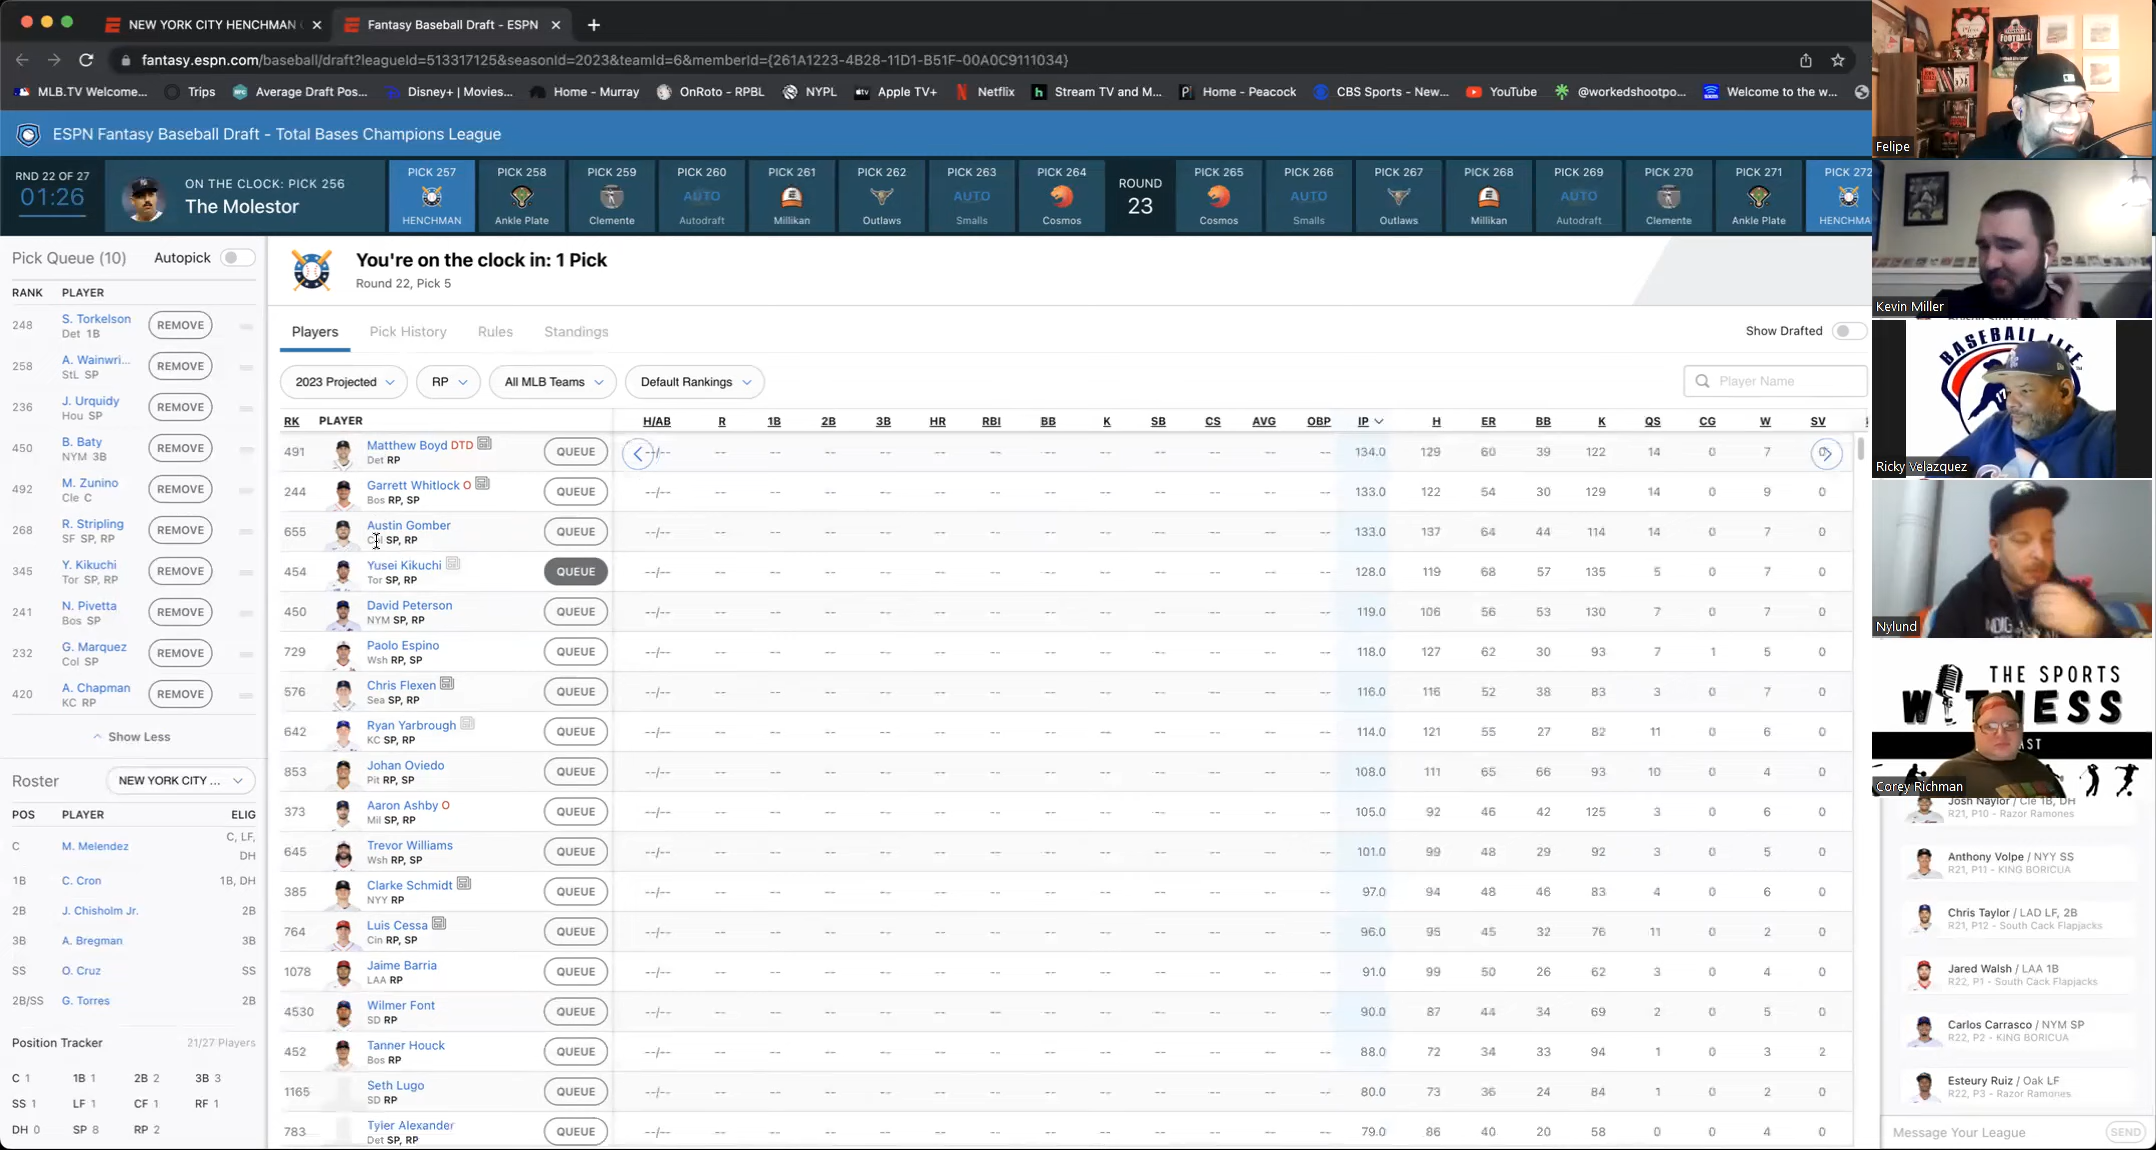 NEW YORK CITY HENCHMAN
Fantasy Baseball Draft - ESPN
fantasy.espn.com/baseball/draft?leagueId=513317125&seasonId=2023&teamId=6&memberId={261A1223-4B28-11D1-B51F-00A0C9111034}
MLB.TV Welcome... Trips Average Draft Pos... Disney+ | Movies... Home - Murray OnRoto - RPBL NYPL Apple TV+ Netflix Stream TV and M... Home - Peacock CBS Sports - New... YouTube @workedshootpo... Welcome to the w...
ESPN Fantasy Baseball Draft - Total Bases Champions League
RND 22 OF 27
01:26
ON THE CLOCK: PICK 256
The Molestor
PICK 257 HENCHMAN
PICK 258 Ankle Plate
PICK 259 Clemente
PICK 260 AUTO Autodraft
PICK 261 Millikan
PICK 262 Outlaws
PICK 263 AUTO Smalls
PICK 264 Cosmos
ROUND 23
PICK 265 Cosmos
PICK 266 AUTO Smalls
PICK 267 Outlaws
PICK 268 Millikan
PICK 269 AUTO Autodraft
PICK 270 Clemente
PICK 271 Ankle Plate
PICK 272 HENCHMA
Pick Queue (10) Autopick
RANK PLAYER
248 S. Torkelson Det 1B REMOVE
258 A. Wainwri... StL SP REMOVE
236 J. Urquidy Hou SP REMOVE
450 B. Baty NYM 3B REMOVE
492 M. Zunino Cle C REMOVE
268 R. Stripling SF SP, RP REMOVE
345 Y. Kikuchi Tor SP, RP REMOVE
241 N. Pivetta Bos SP REMOVE
232 G. Marquez Col SP REMOVE
420 A. Chapman KC RP REMOVE
Show Less
Roster NEW YORK CITY ...
POS PLAYER ELIG
C M. Melendez C, LF, DH
1B C. Cron 1B, DH
2B J. Chisholm Jr. 2B
3B A. Bregman 3B
SS O. Cruz SS
2B/SS G. Torres 2B
Position Tracker 21/27 Players
C 1 1B 1 2B 2 3B 3
SS 1 LF 1 CF 1 RF 1
DH 0 SP 8 RP 2
You're on the clock in: 1 Pick
Round 22, Pick 5
Players Pick History Rules Standings
Show Drafted
2023 Projected RP All MLB Teams Default Rankings
Player Name
RK PLAYER H/AB R 1B 2B 3B HR RBI BB K SB CS AVG OBP IP H ER BB K QS CG W SV
491 Matthew Boyd DTD Det RP QUEUE --/-- -- -- -- -- -- -- -- -- -- -- -- -- 134.0 129 60 39 122 14 0 7 0
244 Garrett Whitlock O Bos RP, SP QUEUE --/-- -- -- -- -- -- -- -- -- -- -- -- -- 133.0 122 54 30 129 14 0 9 0
655 Austin Gomber SP, RP QUEUE --/-- -- -- -- -- -- -- -- -- -- -- -- -- 133.0 137 64 44 114 14 0 7 0
454 Yusei Kikuchi Tor SP, RP QUEUE --/-- -- -- -- -- -- -- -- -- -- -- -- -- 128.0 119 68 57 135 5 0 7 0
450 David Peterson NYM SP, RP QUEUE --/-- -- -- -- -- -- -- -- -- -- -- -- -- 119.0 106 56 53 130 7 0 7 0
729 Paolo Espino Wsh RP, SP QUEUE --/-- -- -- -- -- -- -- -- -- -- -- -- -- 118.0 127 62 30 93 7 1 5 0
576 Chris Flexen Sea SP, RP QUEUE --/-- -- -- -- -- -- -- -- -- -- -- -- -- 116.0 116 52 38 83 3 0 7 0
642 Ryan Yarbrough KC SP, RP QUEUE --/-- -- -- -- -- -- -- -- -- -- -- -- -- 114.0 121 55 27 82 11 0 6 0
853 Johan Oviedo Pit RP, SP QUEUE --/-- -- -- -- -- -- -- -- -- -- -- -- -- 108.0 111 65 66 93 10 0 4 0
373 Aaron Ashby O Mil SP, RP QUEUE --/-- -- -- -- -- -- -- -- -- -- -- -- -- 105.0 92 46 42 125 3 0 6 0
645 Trevor Williams Wsh RP, SP QUEUE --/-- -- -- -- -- -- -- -- -- -- -- -- -- 101.0 99 48 29 92 3 0 5 0
385 Clarke Schmidt NYY RP QUEUE --/-- -- -- -- -- -- -- -- -- -- -- -- -- 97.0 94 48 46 83 4 0 6 0
764 Luis Cessa Cin RP, SP QUEUE --/-- -- -- -- -- -- -- -- -- -- -- -- -- 96.0 95 45 32 76 11 0 2 0
1078 Jaime Barria LAA RP QUEUE --/-- -- -- -- -- -- -- -- -- -- -- -- -- 91.0 99 50 26 62 3 0 4 0
4530 Wilmer Font SD RP QUEUE --/-- -- -- -- -- -- -- -- -- -- -- -- -- 90.0 87 44 34 69 2 0 5 0
452 Tanner Houck Bos RP QUEUE --/-- -- -- -- -- -- -- -- -- -- -- -- -- 88.0 72 34 33 94 1 0 3 2
1165 Seth Lugo SD RP QUEUE --/-- -- -- -- -- -- -- -- -- -- -- -- -- 80.0 73 36 24 84 1 0 2 0
783 Tyler Alexander Det SP, RP QUEUE --/-- -- -- -- -- -- -- -- -- -- -- -- -- 79.0 86 40 20 58 0 0 4 0
Felipe
Kevin Miller
BASEBALL LIFE
Ricky Velazquez
Nylund
THE SPORTS
WITNESS
Corey Richman
Josh Naylor / Cle 1B, DH
R21, P10 - Razor Ramones
Anthony Volpe / NYY SS
R21, P11 - KING BORICUA
Chris Taylor / LAD LF, 2B
R21, P12 - South Cack Flapjacks
Jared Walsh / LAA 1B
R22, P1 - South Cack Flapjacks
Carlos Carrasco / NYM SP
R22, P2 - KING BORICUA
Esteury Ruiz / Oak LF
R22, P3 - Razor Ramones
Message Your League SEND